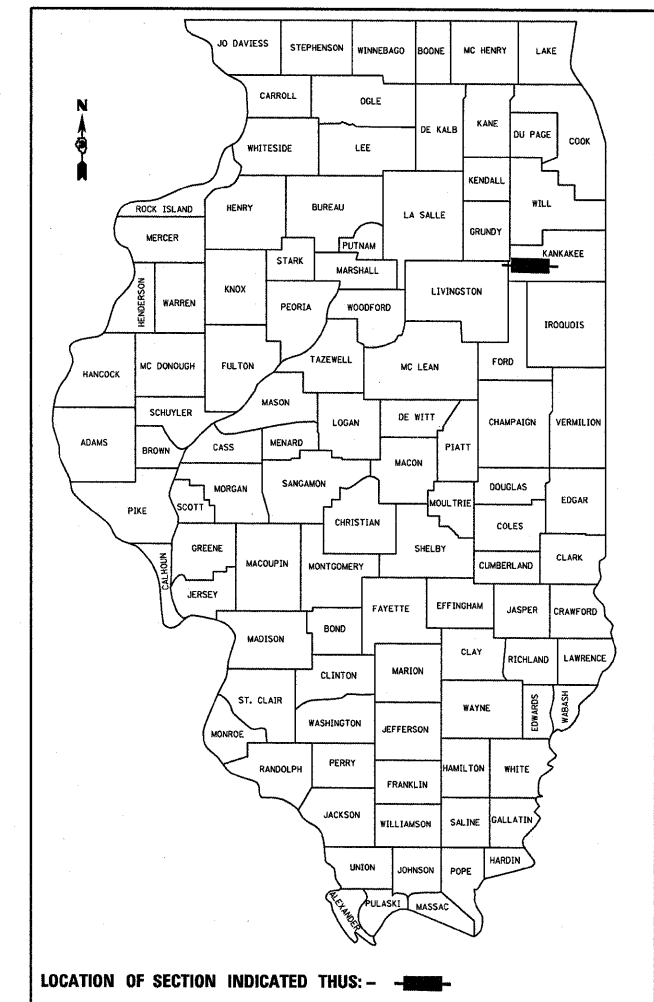 JO DAVIESS STEPHENSON WINNEBAGO BOONE MC HENRY LAKE
CARROLL OGLE
N
DE KALB KANE DU PAGE COOK
WHITESIDE LEE
KENDALL
WILL
ROCK ISLAND HENRY BUREAU LA SALLE
MERCER PUTNAM GRUNDY
STARK MARSHALL KANKAKEE
HENDERSON WARREN KNOX LIVINGSTON
PEORIA WOODFORD IROQUOIS
HANCOCK MC DONOUGH FULTON TAZEWELL MC LEAN FORD
MASON
SCHUYLER LOGAN DE WITT CHAMPAIGN VERMILION
ADAMS BROWN CASS MENARD PIATT
MACON
MORGAN SANGAMON DOUGLAS
PIKE SCOTT MOULTRIE EDGAR
CHRISTIAN COLES
GREENE SHELBY
CALHOUN MACOUPIN MONTGOMERY CUMBERLAND CLARK
JERSEY FAYETTE EFFINGHAM JASPER CRAWFORD
MADISON BOND
CLAY RICHLAND LAWRENCE
CLINTON MARION
ST. CLAIR WAYNE EDWARDS WABASH
WASHINGTON JEFFERSON
MONROE
RANDOLPH PERRY HAMILTON WHITE
FRANKLIN
JACKSON WILLIAMSON SALINE GALLATIN
UNION JOHNSON POPE HARDIN
ALEXANDER PULASKI MASSAC
LOCATION OF SECTION INDICATED THUS: -